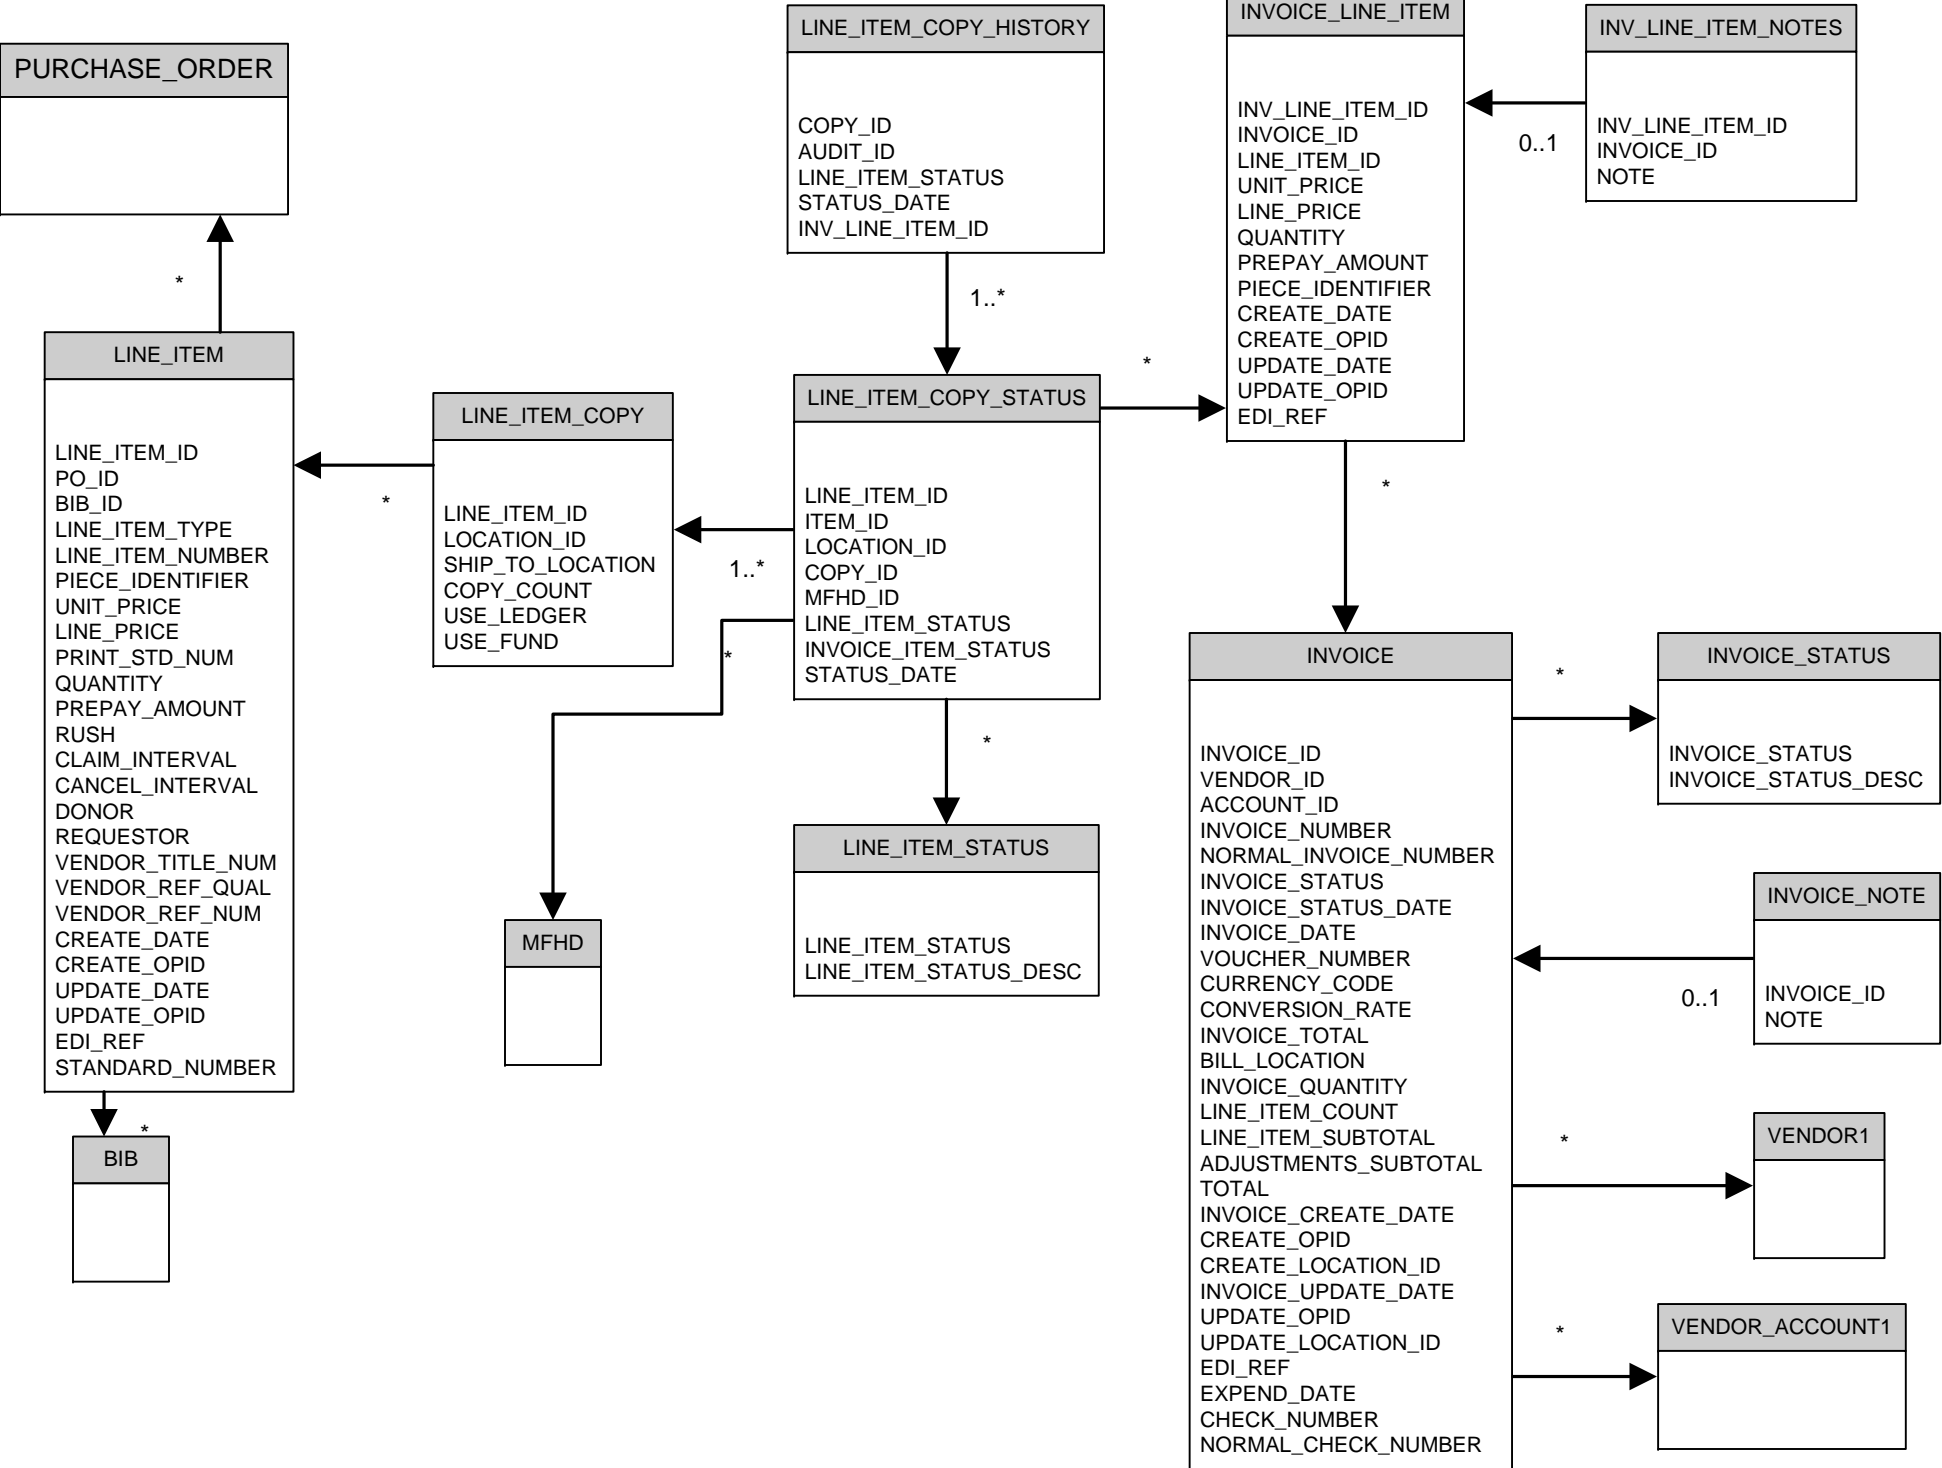 PURCHASE_ORDER
*
LINE_ITEM
LINE_ITEM_ID
PO_ID
BIB_ID
LINE_ITEM_TYPE
LINE_ITEM_NUMBER
PIECE_IDENTIFIER
UNIT_PRICE
LINE_PRICE
PRINT_STD_NUM
QUANTITY
PREPAY_AMOUNT
RUSH
CLAIM_INTERVAL
CANCEL_INTERVAL
DONOR
REQUESTOR
VENDOR_TITLE_NUM
VENDOR_REF_QUAL
VENDOR_REF_NUM
CREATE_DATE
CREATE_OPID
UPDATE_DATE
UPDATE_OPID
EDI_REF
STANDARD_NUMBER
*
BIB
*
LINE_ITEM_COPY
LINE_ITEM_ID
LOCATION_ID
SHIP_TO_LOCATION
COPY_COUNT
USE_LEDGER
USE_FUND
1..*
*
MFHD
LINE_ITEM_COPY_HISTORY
COPY_ID
AUDIT_ID
LINE_ITEM_STATUS
STATUS_DATE
INV_LINE_ITEM_ID
1..*
LINE_ITEM_COPY_STATUS
LINE_ITEM_ID
ITEM_ID
LOCATION_ID
COPY_ID
MFHD_ID
LINE_ITEM_STATUS
INVOICE_ITEM_STATUS
STATUS_DATE
*
LINE_ITEM_STATUS
LINE_ITEM_STATUS
LINE_ITEM_STATUS_DESC
*
INVOICE_LINE_ITEM
INV_LINE_ITEM_ID
INVOICE_ID
LINE_ITEM_ID
UNIT_PRICE
LINE_PRICE
QUANTITY
PREPAY_AMOUNT
PIECE_IDENTIFIER
CREATE_DATE
CREATE_OPID
UPDATE_DATE
UPDATE_OPID
EDI_REF
0..1
INV_LINE_ITEM_NOTES
INV_LINE_ITEM_ID
INVOICE_ID
NOTE
*
INVOICE
INVOICE_ID
VENDOR_ID
ACCOUNT_ID
INVOICE_NUMBER
NORMAL_INVOICE_NUMBER
INVOICE_STATUS
INVOICE_STATUS_DATE
INVOICE_DATE
VOUCHER_NUMBER
CURRENCY_CODE
CONVERSION_RATE
INVOICE_TOTAL
BILL_LOCATION
INVOICE_QUANTITY
LINE_ITEM_COUNT
LINE_ITEM_SUBTOTAL
ADJUSTMENTS_SUBTOTAL
TOTAL
INVOICE_CREATE_DATE
CREATE_OPID
CREATE_LOCATION_ID
INVOICE_UPDATE_DATE
UPDATE_OPID
UPDATE_LOCATION_ID
EDI_REF
EXPEND_DATE
CHECK_NUMBER
NORMAL_CHECK_NUMBER
*
INVOICE_STATUS
INVOICE_STATUS
INVOICE_STATUS_DESC
0..1
INVOICE_NOTE
INVOICE_ID
NOTE
*
VENDOR1
*
VENDOR_ACCOUNT1